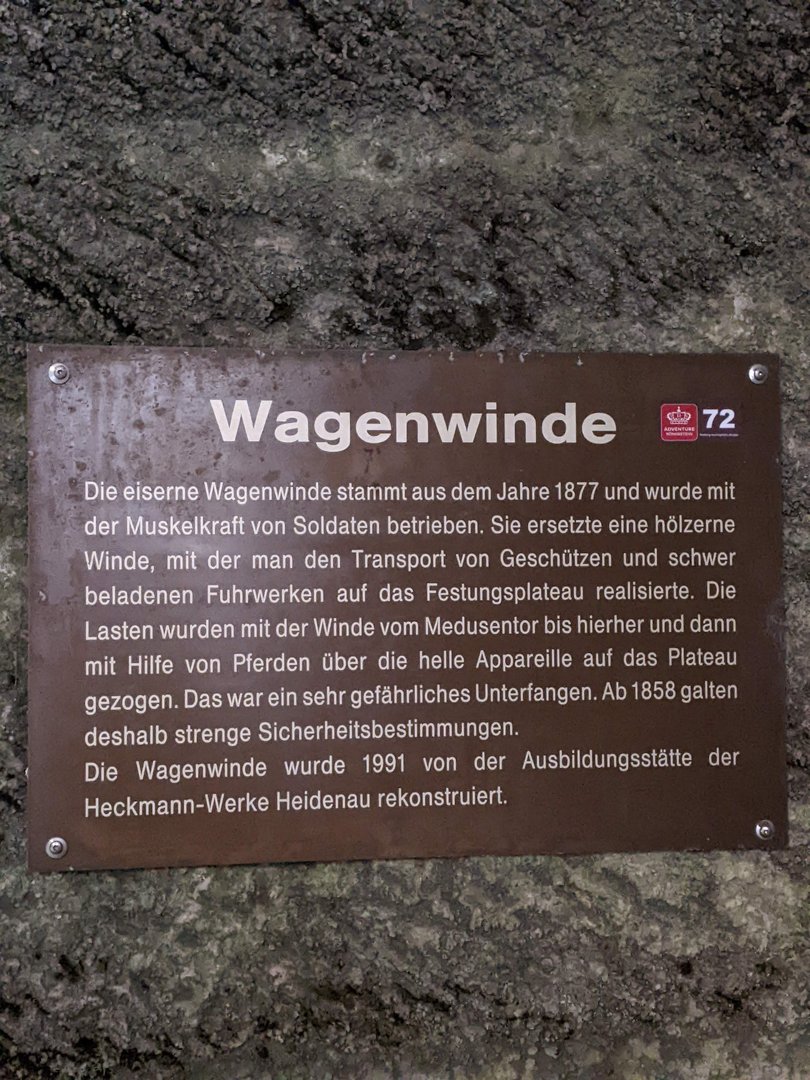 Wagenwinde
ADVENTURE
KÖNIGSTEIN
72
Die eiserne Wagenwinde stammt aus dem Jahre 1877 und wurde mit
der Muskelkraft von Soldaten betrieben. Sie ersetzte eine hölzerne
Winde, mit der man den Transport von Geschützen und schwer
beladenen Fuhrwerken auf das Festungsplateau realisierte. Die
Lasten wurden mit der Winde vom Medusentor bis hierher und dann
mit Hilfe von Pferden über die helle Appareille auf das Plateau
gezogen. Das war ein sehr gefährliches Unterfangen. Ab 1858 galten
deshalb strenge Sicherheitsbestimmungen.
Die Wagenwinde wurde 1991 von der Ausbildungsstätte der
Heckmann-Werke Heidenau rekonstruiert.